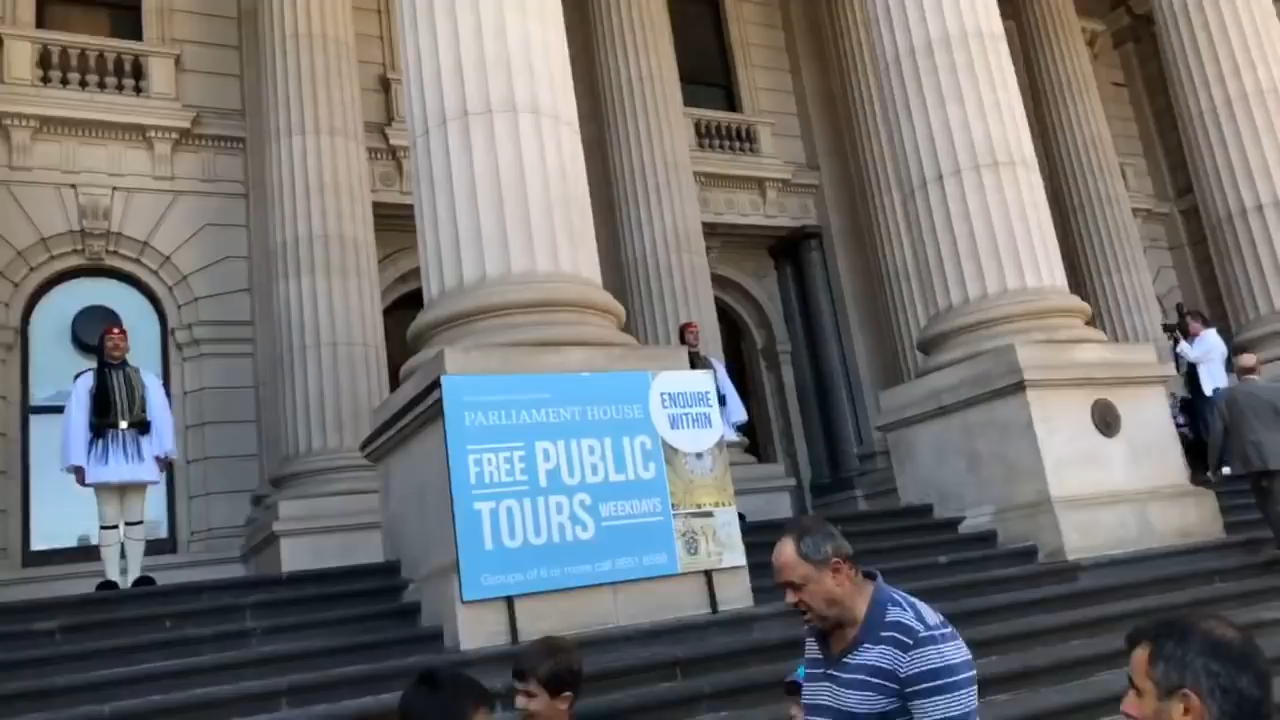 PARLIAMENT HOUSE
ENQUIRE
WITHIN
FREE PUBLIC
TOURS WEEKDAYS
Groups of 6 or more call 9651 8568